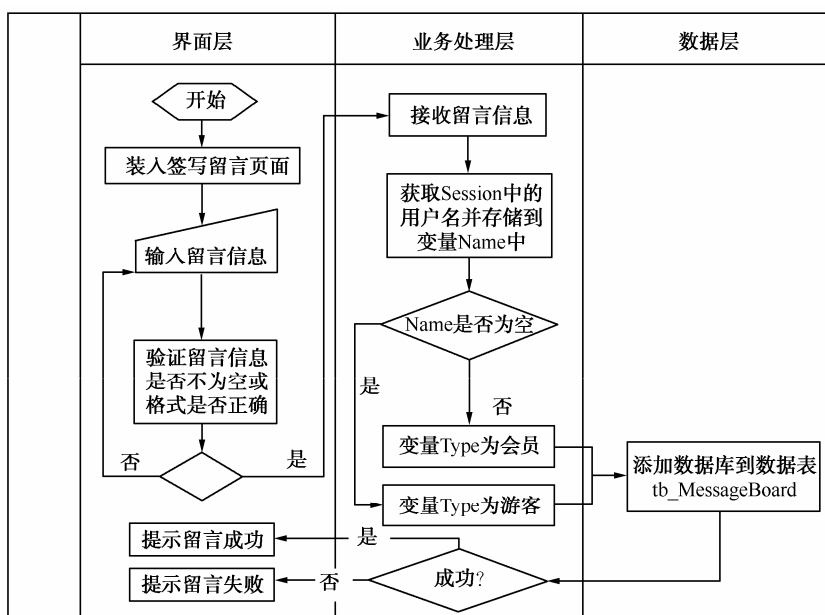 界面层
业务处理层
数据层
开始
装入签写留言页面
输入留言信息
验证留言信息
是否不为空或
格式是否正确
否
是
接收留言信息
获取Session中的
用户名并存储到
变量Name中
Name是否为空
是
否
变量Type为会员
变量Type为游客
添加数据库到数据表
tb_MessageBoard
成功?
是
提示留言成功
否
提示留言失败